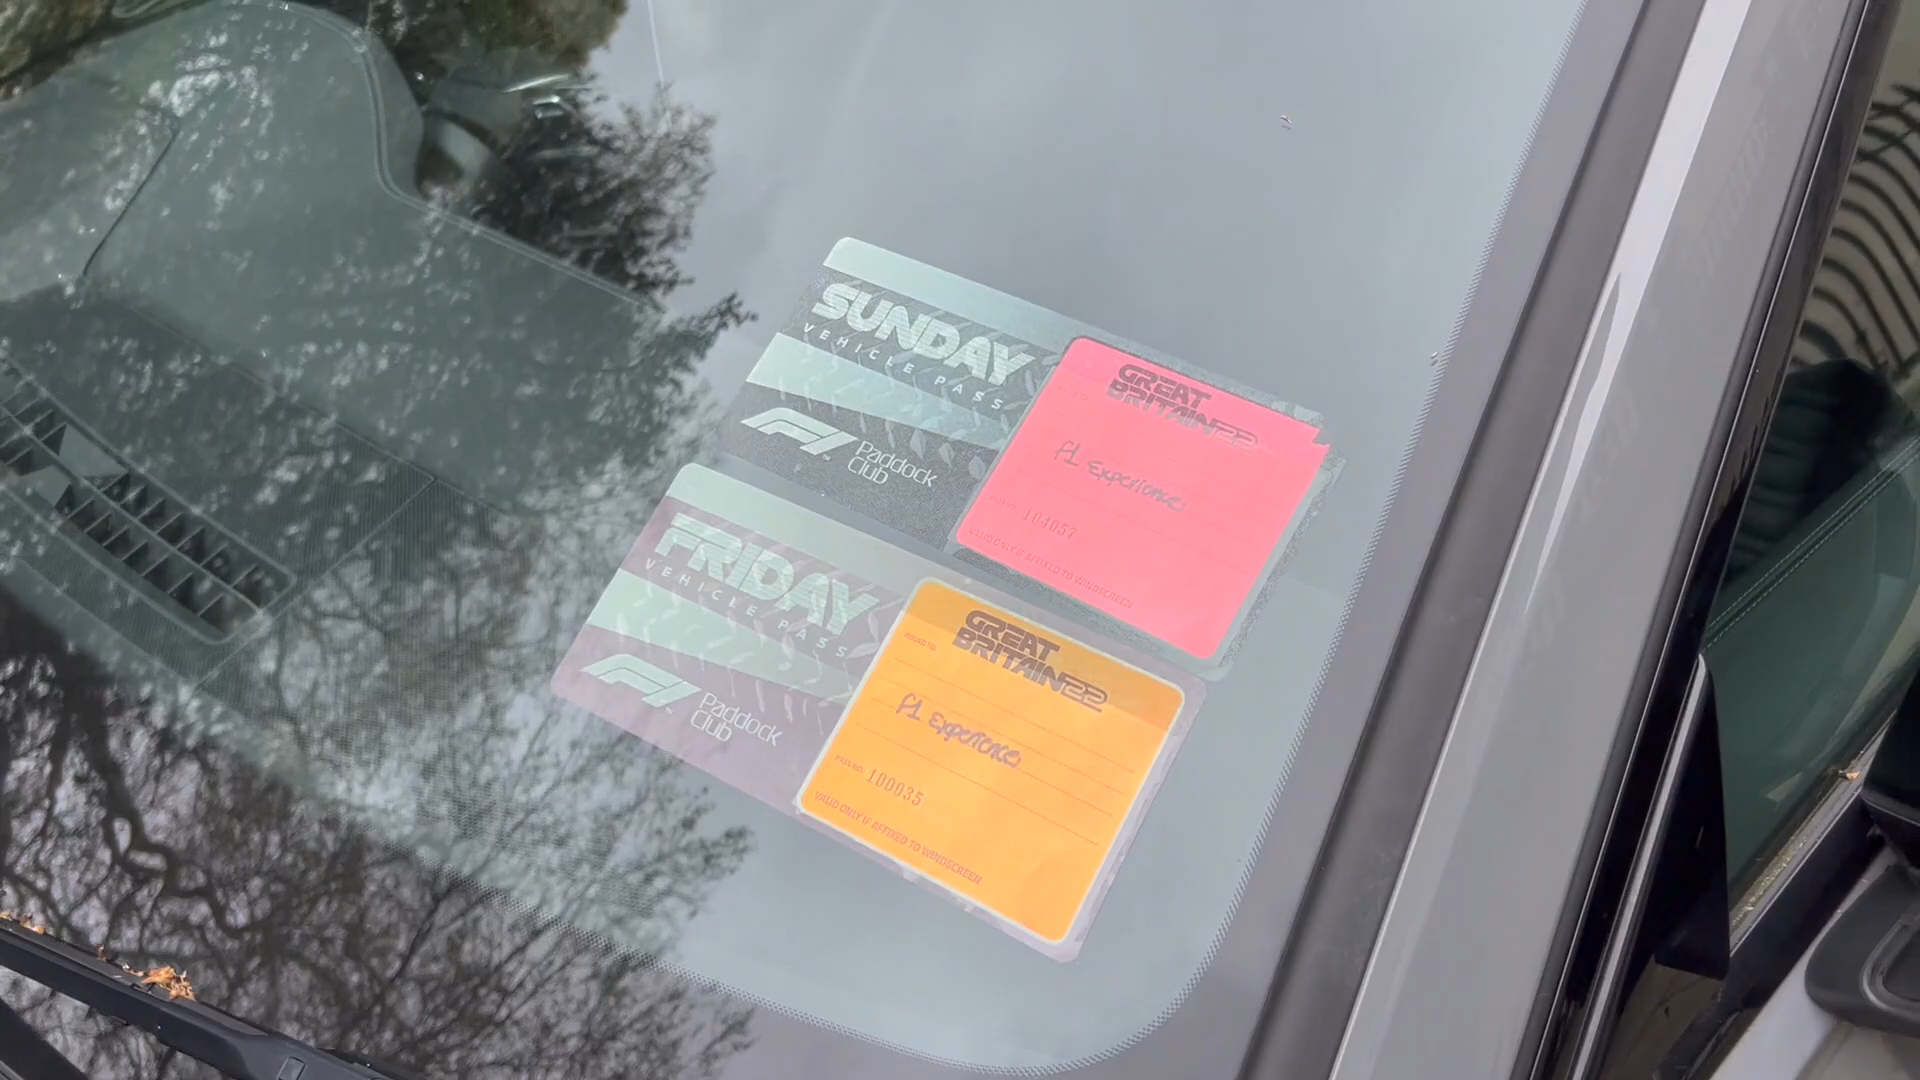 SUNDAY
VEHICLE PASS
F1 Paddock
Club
GREAT
BRITAIN22
f1 Experience
104057
VALID ONLY IF AFFIXED TO WINDSCREEN
FRIDAY
VEHICLE PASS
F1 Paddock
Club
GREAT
BRITAIN22
ISSUED TO:
f1 Experience
PASS NO. 100035
VALID ONLY IF AFFIXED TO WINDSCREEN